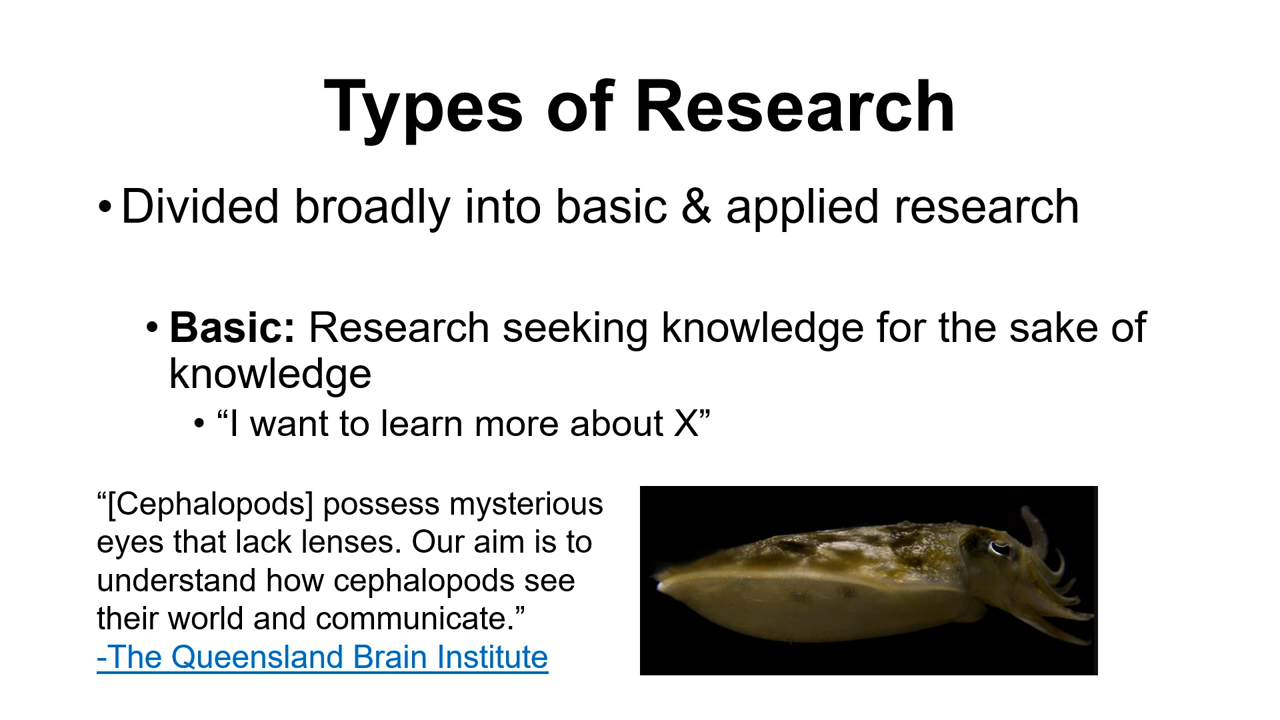 Types of Research
•Divided broadly into basic & applied research
•Basic: Research seeking knowledge for the sake of
knowledge
•“I want to learn more about X”
“[Cephalopods] possess mysterious
eyes that lack lenses. Our aim is to
understand how cephalopods see
their world and communicate.”
-The Queensland Brain Institute